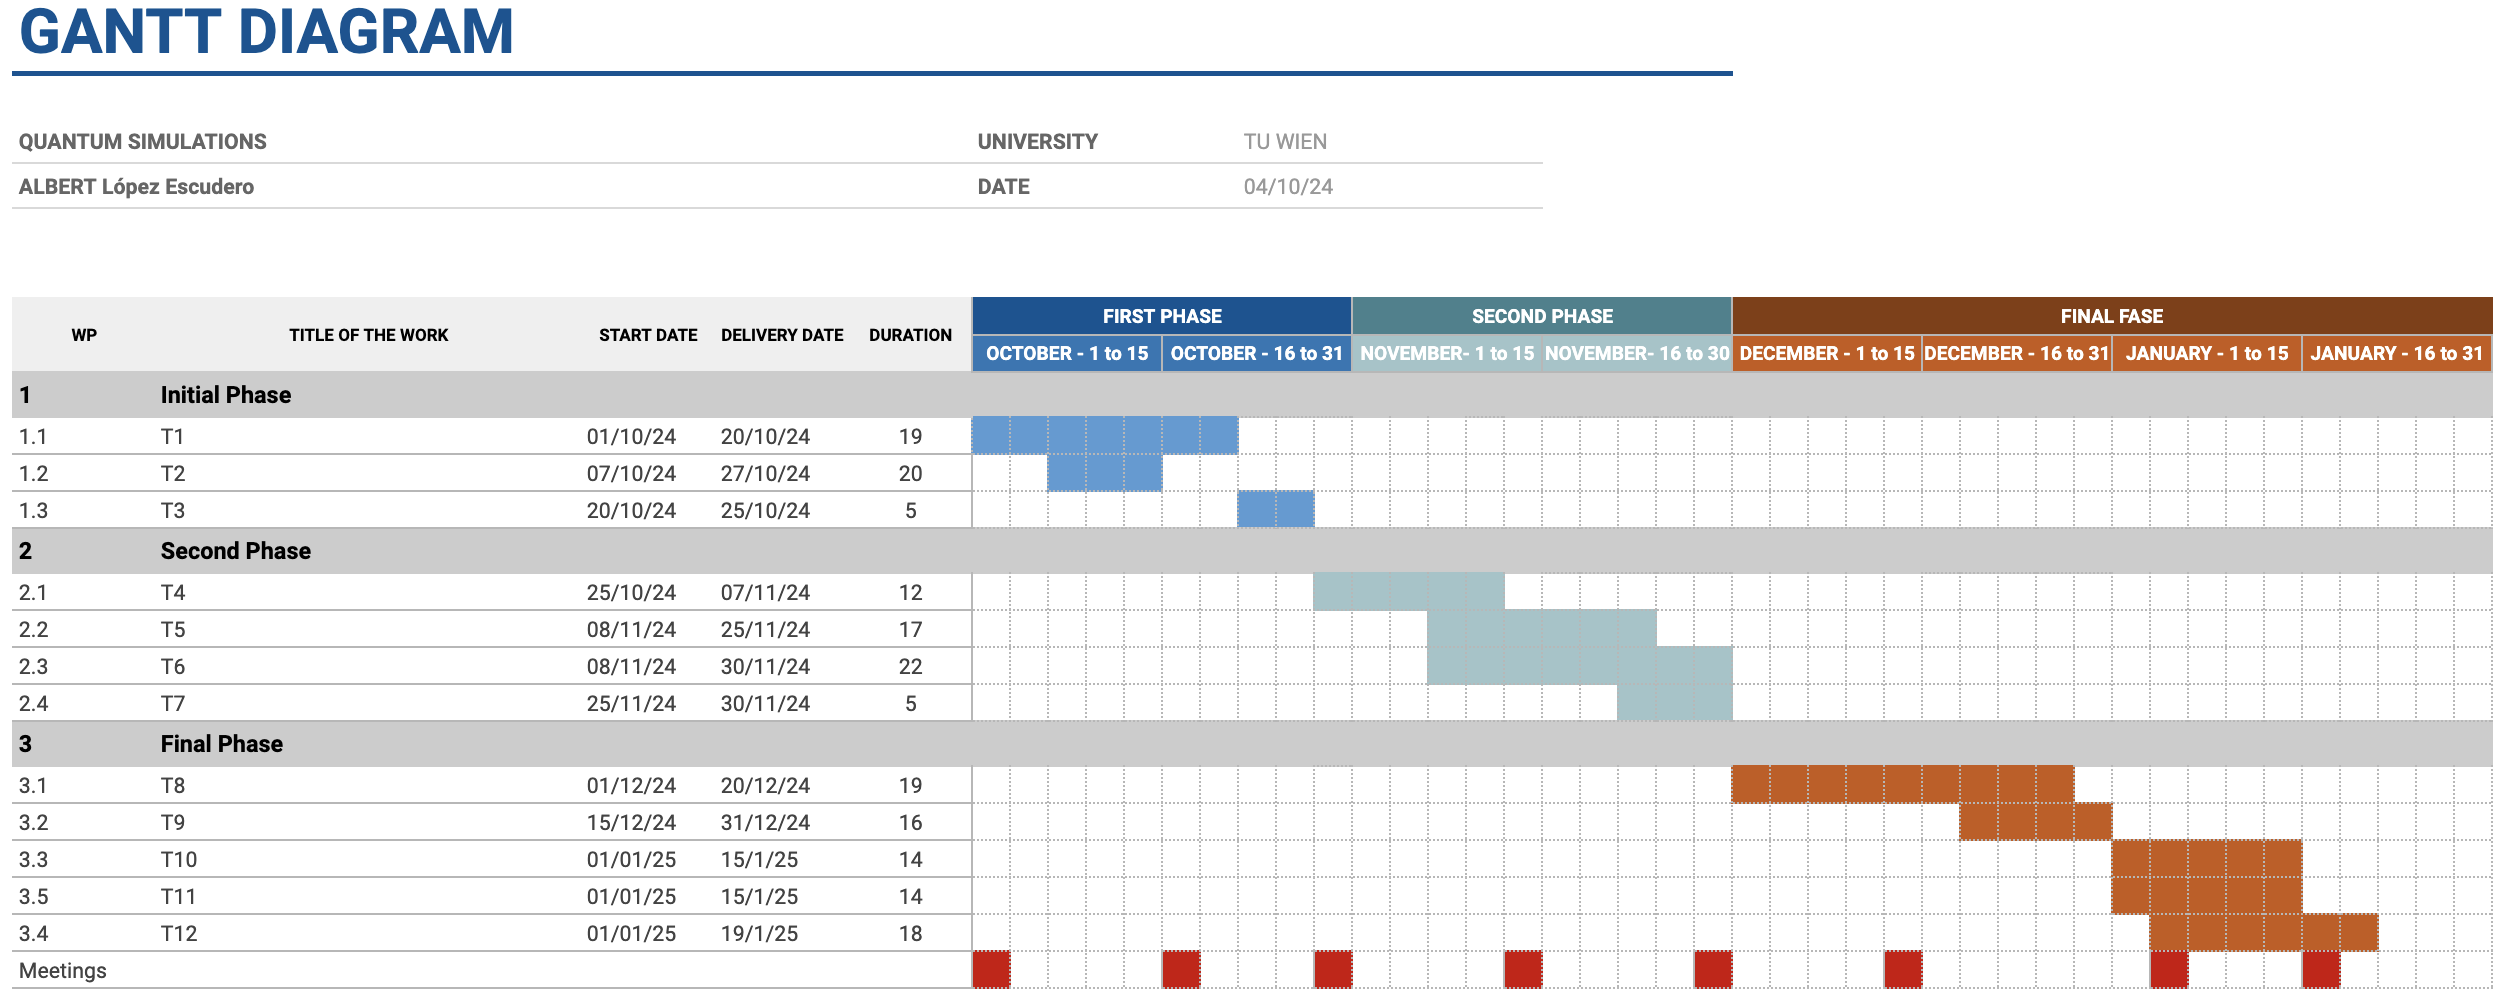 GANTT DIAGRAM
QUANTUM SIMULATIONS UNIVERSITY TU WIEN
ALBERT López Escudero DATE 04/10/24
FIRST PHASE SECOND PHASE FINAL FASE
WP TITLE OF THE WORK START DATE DELIVERY DATE DURATION
OCTOBER - 1 to 15 OCTOBER - 16 to 31 NOVEMBER- 1 to 15 NOVEMBER- 16 to 30 DECEMBER - 1 to 15 DECEMBER - 16 to 31 JANUARY - 1 to 15 JANUARY - 16 to 31
1 Initial Phase
1.1 T1 01/10/24 20/10/24 19
1.2 T2 07/10/24 27/10/24 20
1.3 T3 20/10/24 25/10/24 5
2 Second Phase
2.1 T4 25/10/24 07/11/24 12
2.2 T5 08/11/24 25/11/24 17
2.3 T6 08/11/24 30/11/24 22
2.4 T7 25/11/24 30/11/24 5
3 Final Phase
3.1 T8 01/12/24 20/12/24 19
3.2 T9 15/12/24 31/12/24 16
3.3 T10 01/01/25 15/1/25 14
3.5 T11 01/01/25 15/1/25 14
3.4 T12 01/01/25 19/1/25 18
Meetings